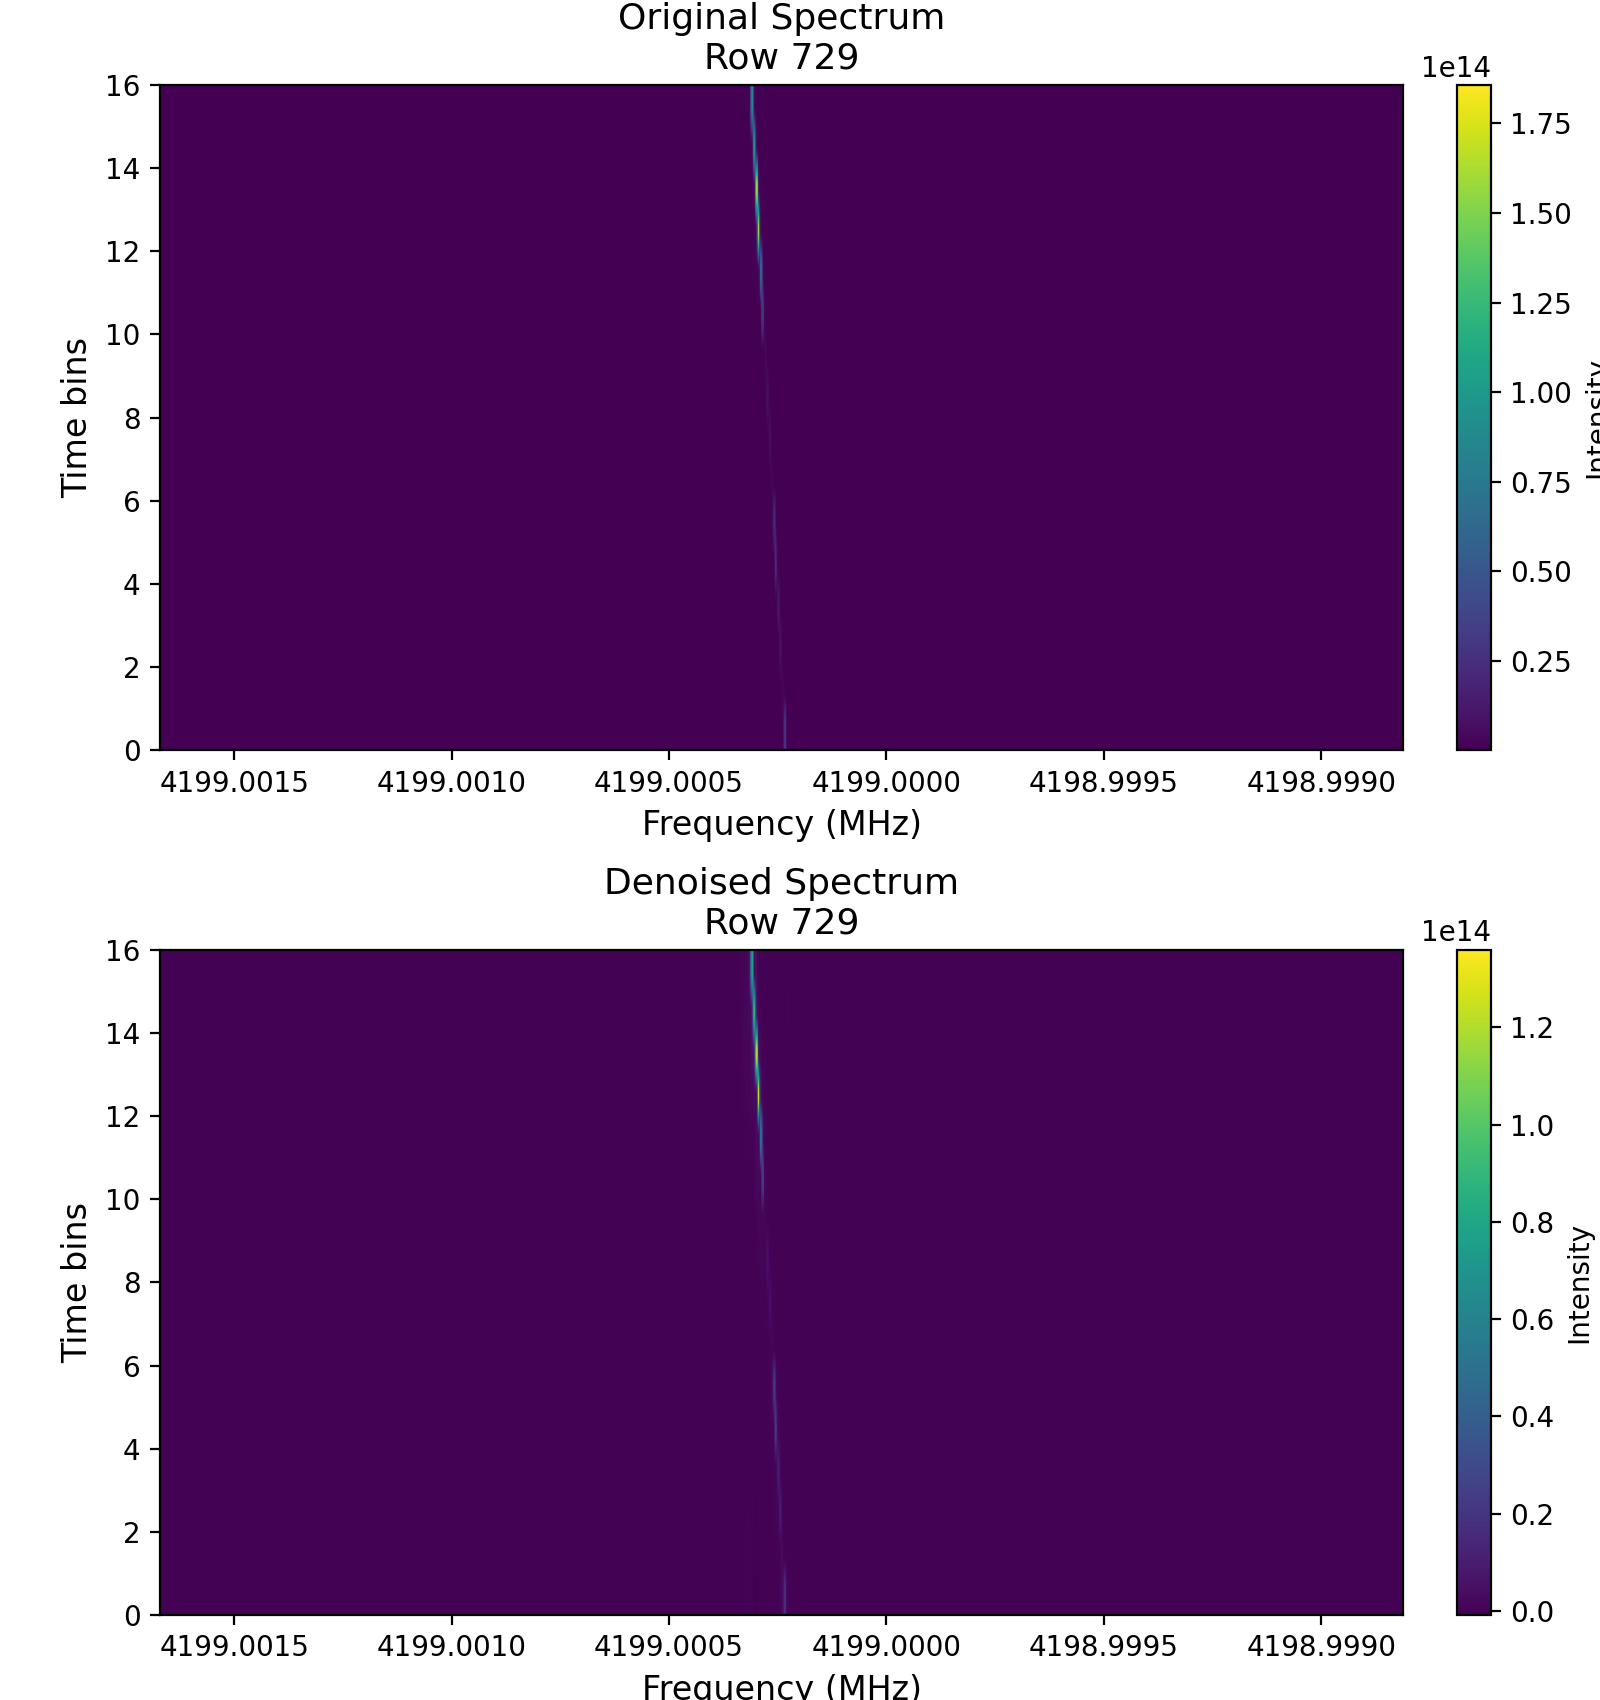 Original Spectrum
Row 729
1e14
16
14
12
10
8
6
4
2
0
Time bins
4199.0015 4199.0010 4199.0005 4199.0000 4198.9995 4198.9990
Frequency (MHz)
1.75
1.50
1.25
1.00
0.75
0.50
0.25
Intensity
Denoised Spectrum
Row 729
1e14
16
14
12
10
8
6
4
2
0
Time bins
4199.0015 4199.0010 4199.0005 4199.0000 4198.9995 4198.9990
Frequency (MHz)
1.2
1.0
0.8
0.6
0.4
0.2
0.0
Intensity